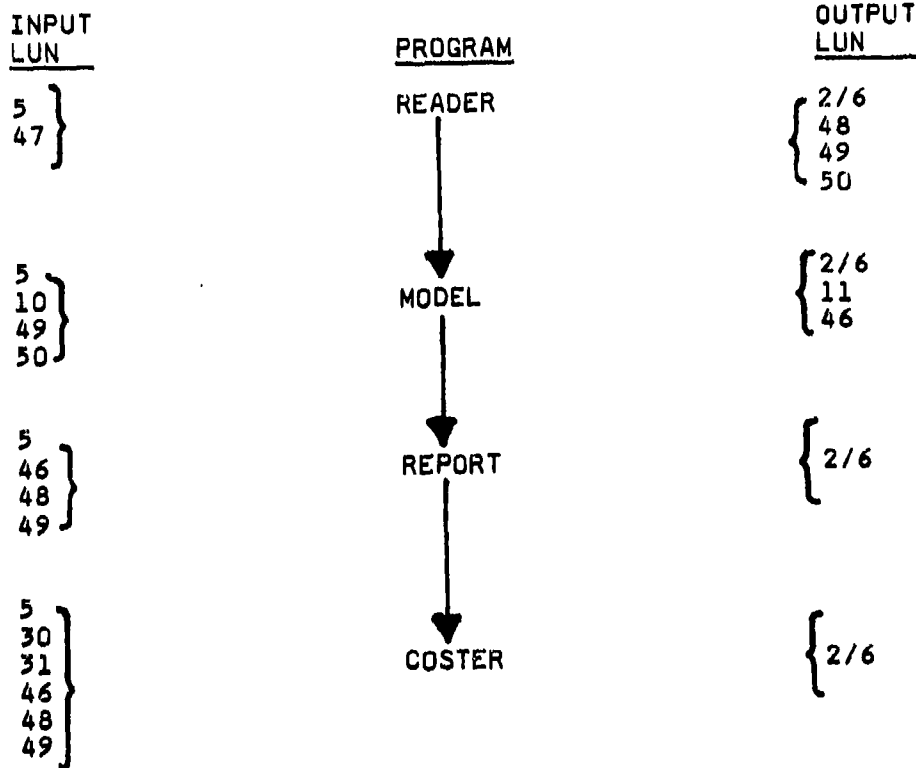 INPUT
LUN
PROGRAM
OUTPUT
LUN
5
47
READER
2/6
48
49
50
5
10
49
50
MODEL
2/6
11
46
5
46
48
49
REPORT
2/6
5
30
31
46
48
49
COSTER
2/6